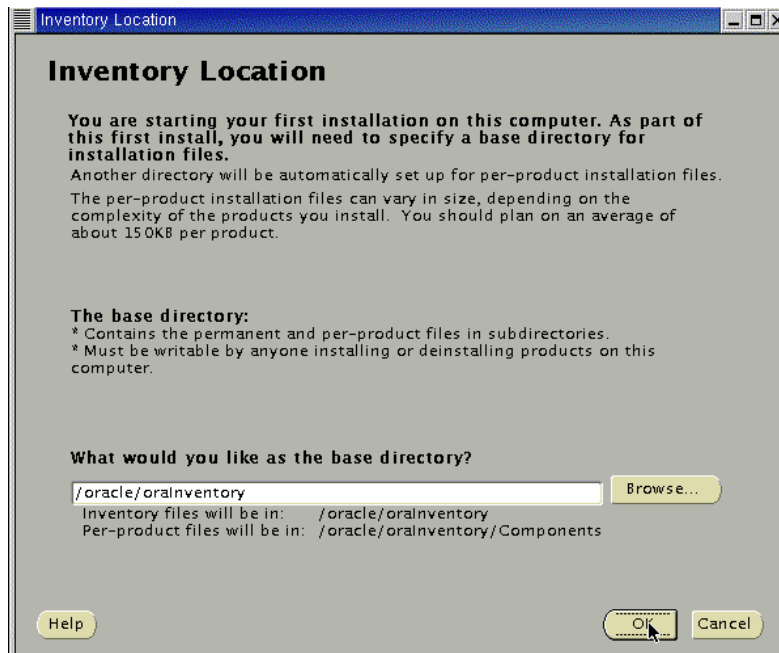 Inventory Location
Inventory Location
You are starting your first installation on this computer. As part of
this first install, you will need to specify a base directory for
installation files.
Another directory will be automatically set up for per-product installation files.
The per-product installation files can vary in size, depending on the
complexity of the products you install. You should plan on an average of
about 150KB per product.
The base directory:
* Contains the permanent and per-product files in subdirectories.
* Must be writable by anyone installing or deinstalling products on this
computer.
What would you like as the base directory?
/oracle/oraInventory
Browse...
Inventory files will be in: /oracle/oraInventory
Per-product files will be in: /oracle/oraInventory/Components
Help
OK
Cancel